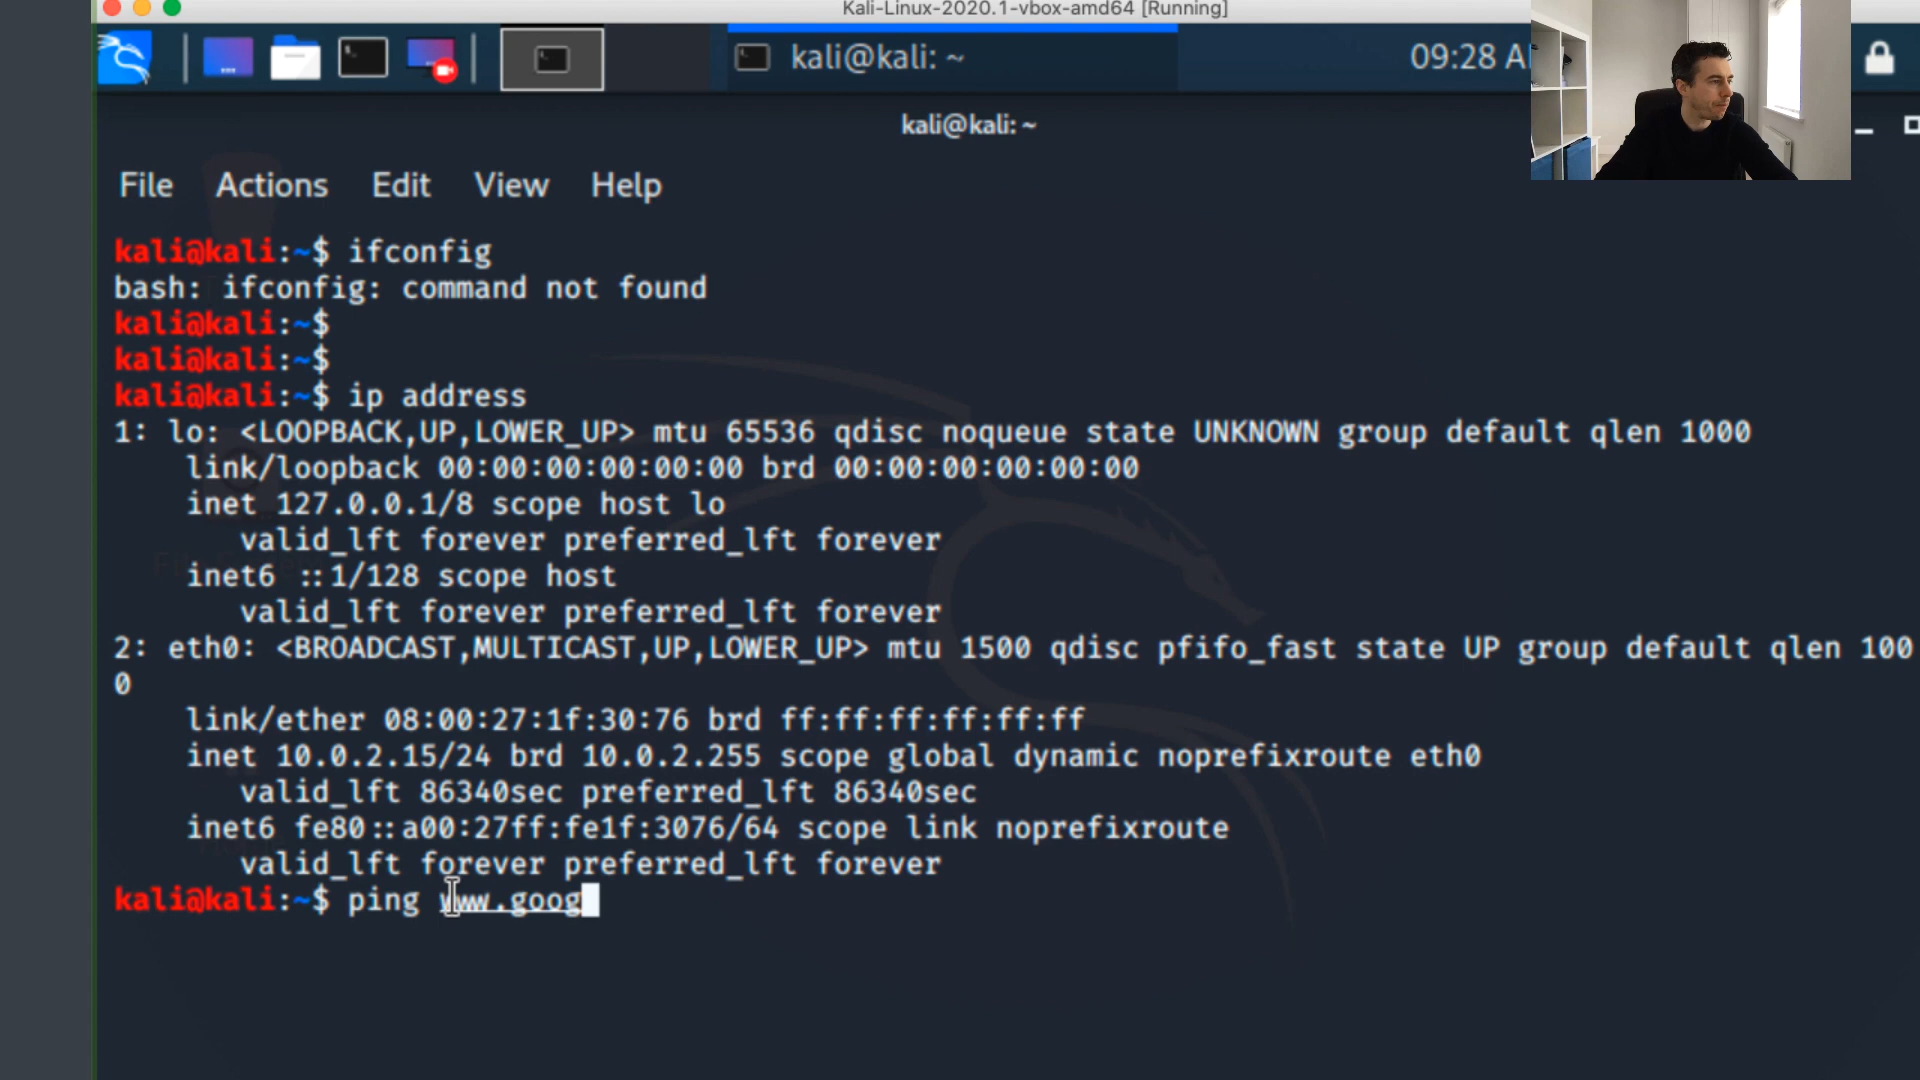 Kali-Linux-2020.1-vbox-amd64 [Running]
kali@kali: ~
09:28 A
kali@kali: ~
File Actions Edit View Help
kali@kali:~$ ifconfig
bash: ifconfig: command not found
kali@kali:~$
kali@kali:~$
kali@kali:~$ ip address
1: lo: <LOOPBACK,UP,LOWER_UP> mtu 65536 qdisc noqueue state UNKNOWN group default qlen 1000
link/loopback 00:00:00:00:00:00 brd 00:00:00:00:00:00
inet 127.0.0.1/8 scope host lo
valid_lft forever preferred_lft forever
inet6 ::1/128 scope host
valid_lft forever preferred_lft forever
2: eth0: <BROADCAST,MULTICAST,UP,LOWER_UP> mtu 1500 qdisc pfifo_fast state UP group default qlen 100
0
link/ether 08:00:27:1f:30:76 brd ff:ff:ff:ff:ff:ff
inet 10.0.2.15/24 brd 10.0.2.255 scope global dynamic noprefixroute eth0
valid_lft 86340sec preferred_lft 86340sec
inet6 fe80::a00:27ff:fe1f:3076/64 scope link noprefixroute
valid_lft forever preferred_lft forever
kali@kali:~$ ping www.goog